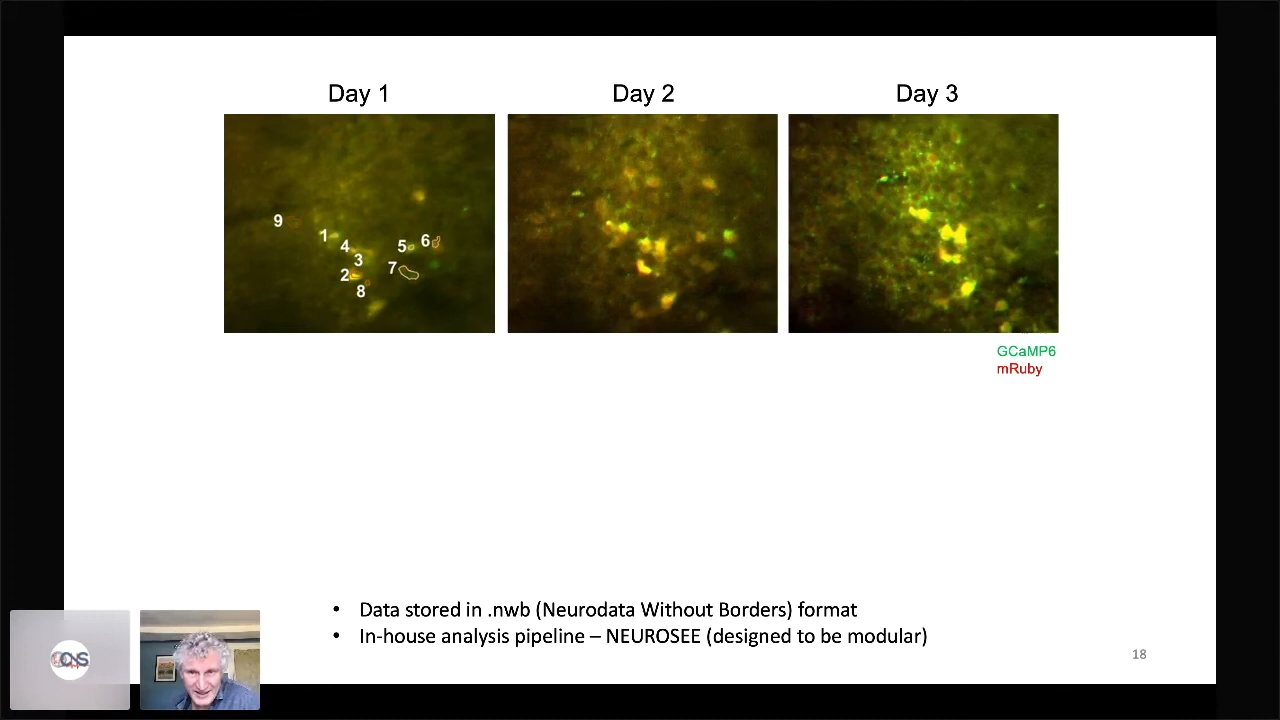 Day 1
Day 2
Day 3
9
1
4
3
2
8
5
6
7
GCaMP6
mRuby
• Data stored in .nwb (Neurodata Without Borders) format
• In-house analysis pipeline – NEUROSEE (designed to be modular)
18